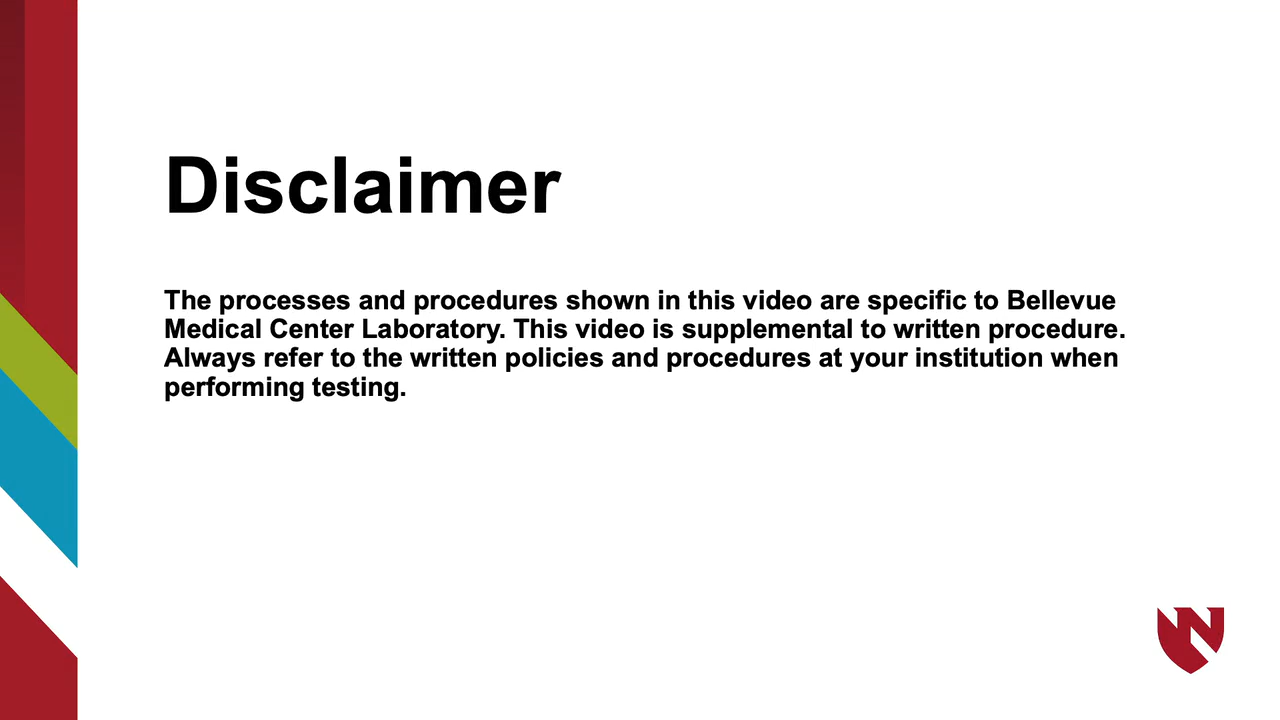 Disclaimer
The processes and procedures shown in this video are specific to Bellevue
Medical Center Laboratory. This video is supplemental to written procedure.
Always refer to the written policies and procedures at your institution when
performing testing.